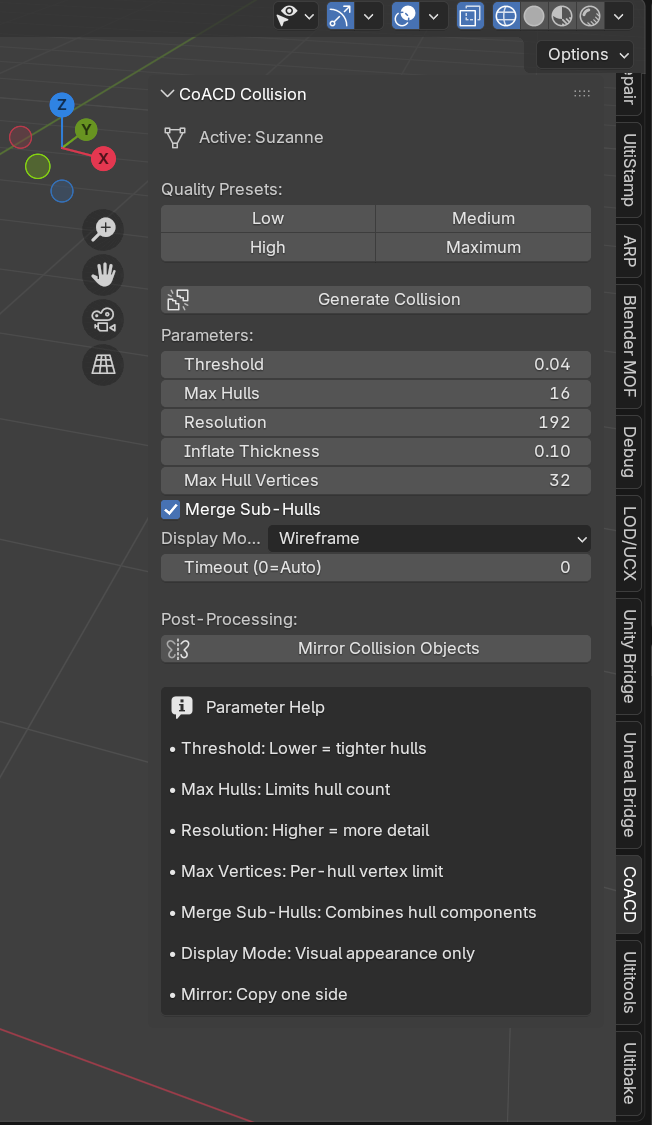 Options
CoACD Collision
Z
Y
X
Active: Suzanne
Quality Presets:
Low
Medium
High
Maximum
Generate Collision
Parameters:
Threshold 0.04
Max Hulls 16
Resolution 192
Inflate Thickness 0.10
Max Hull Vertices 32
Merge Sub-Hulls
Display Mo... Wireframe
Timeout (0=Auto) 0
Post-Processing:
Mirror Collision Objects
Parameter Help
• Threshold: Lower = tighter hulls
• Max Hulls: Limits hull count
• Resolution: Higher = more detail
• Max Vertices: Per-hull vertex limit
• Merge Sub-Hulls: Combines hull components
• Display Mode: Visual appearance only
• Mirror: Copy one side
epair
UltiStamp
ARP
Blender MOF
Debug
LOD/UCX
Unity Bridge
Unreal Bridge
CoACD
Ultitools
Ultibake